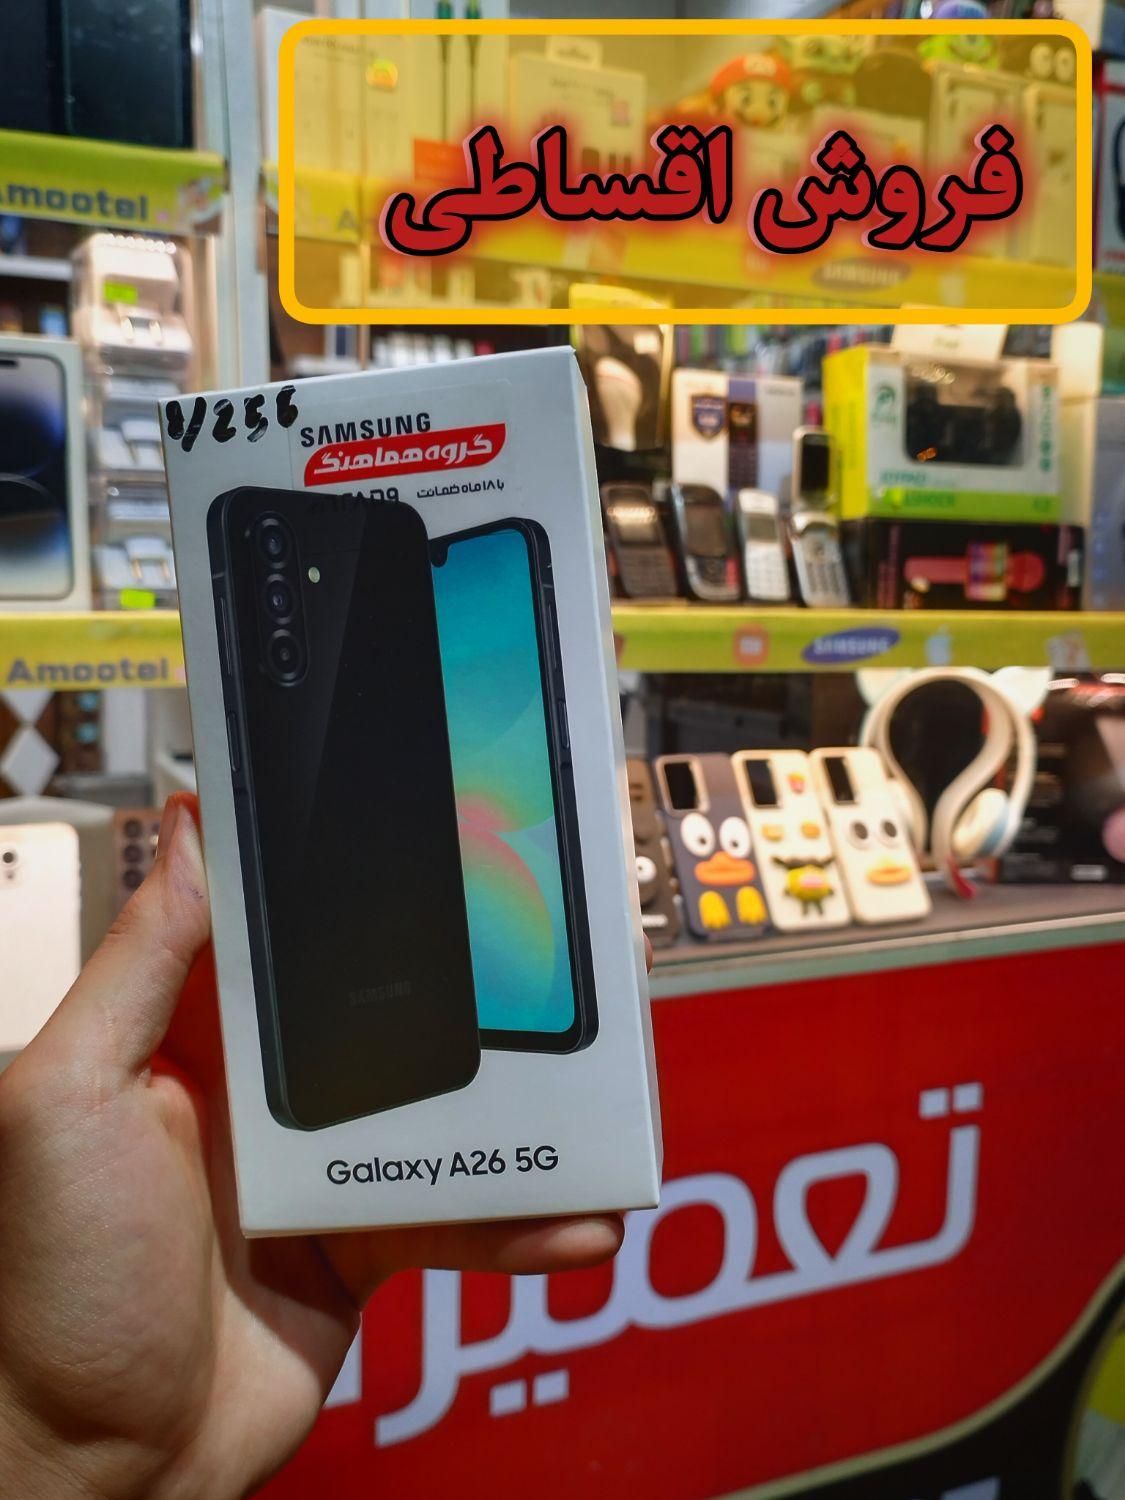 فروش اقساطی
Amootel
8/256
SAMSUNG
گروه هماهنگ
با ۱۸ ماه ضمانت
SAMSUNG
SAMSUNG
Amootel
SAMSUNG
Galaxy A26 5G
تعمیر